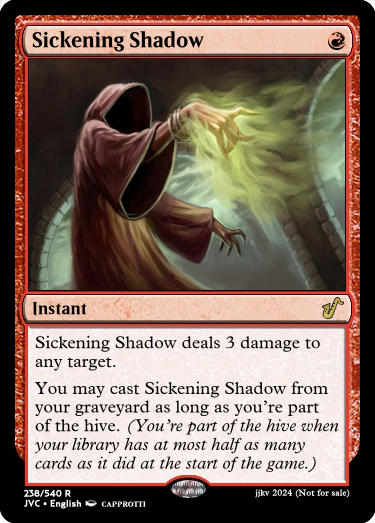 Sickening Shadow
Instant
Sickening Shadow deals 3 damage to
any target.
You may cast Sickening Shadow from
your graveyard as long as you're part
of the hive. (You're part of the hive when
your library has at most half as many
cards as it did at the start of the game.)
238/540 R
JVC • English CAPPROTTI
jjkv 2024 (Not for sale)